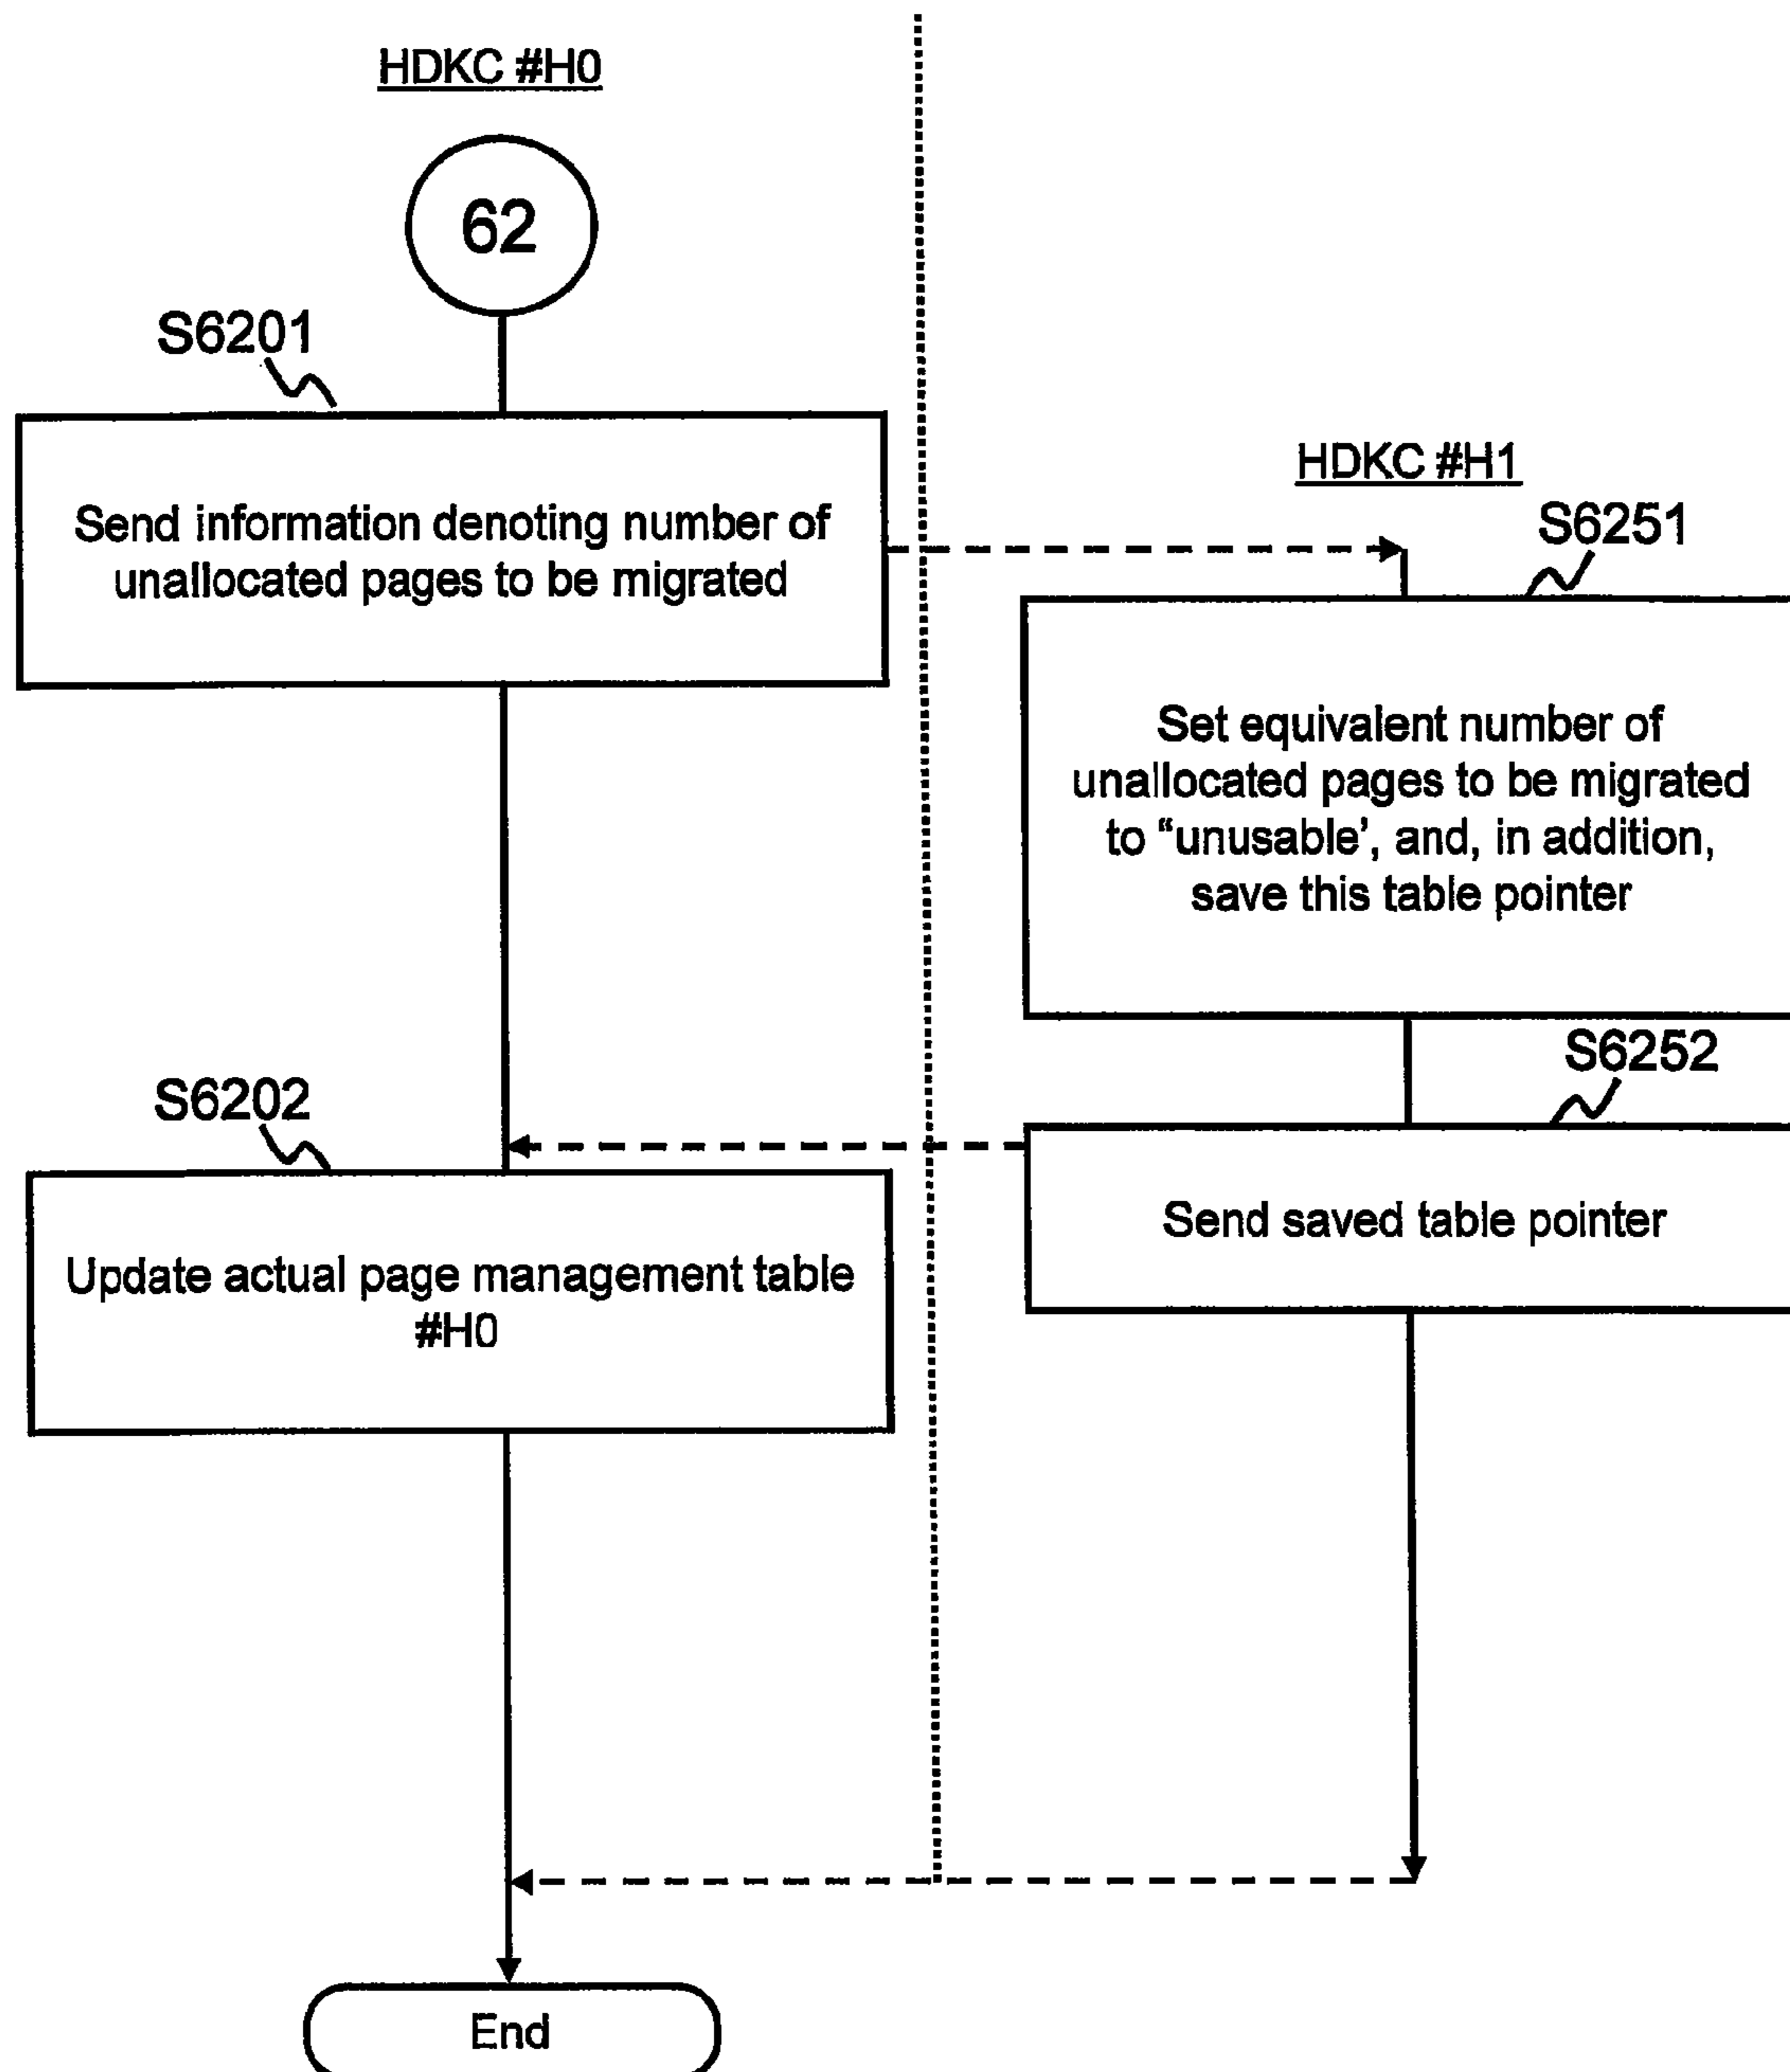 HDKC #H0
62
S6201
Send information denoting number of
unallocated pages to be migrated
HDKC #H1
S6251
Set equivalent number of
unallocated pages to be migrated
to “unusable’, and, in addition,
save this table pointer
S6252
Send saved table pointer
S6202
Update actual page management table
#H0
End